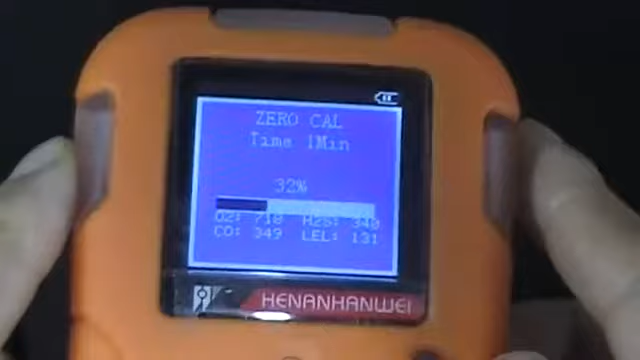 ZERO CAL
Time 1Min
32%
O2: 710 H2S: 340
CO: 349 LEL: 131
HENANHANWEI